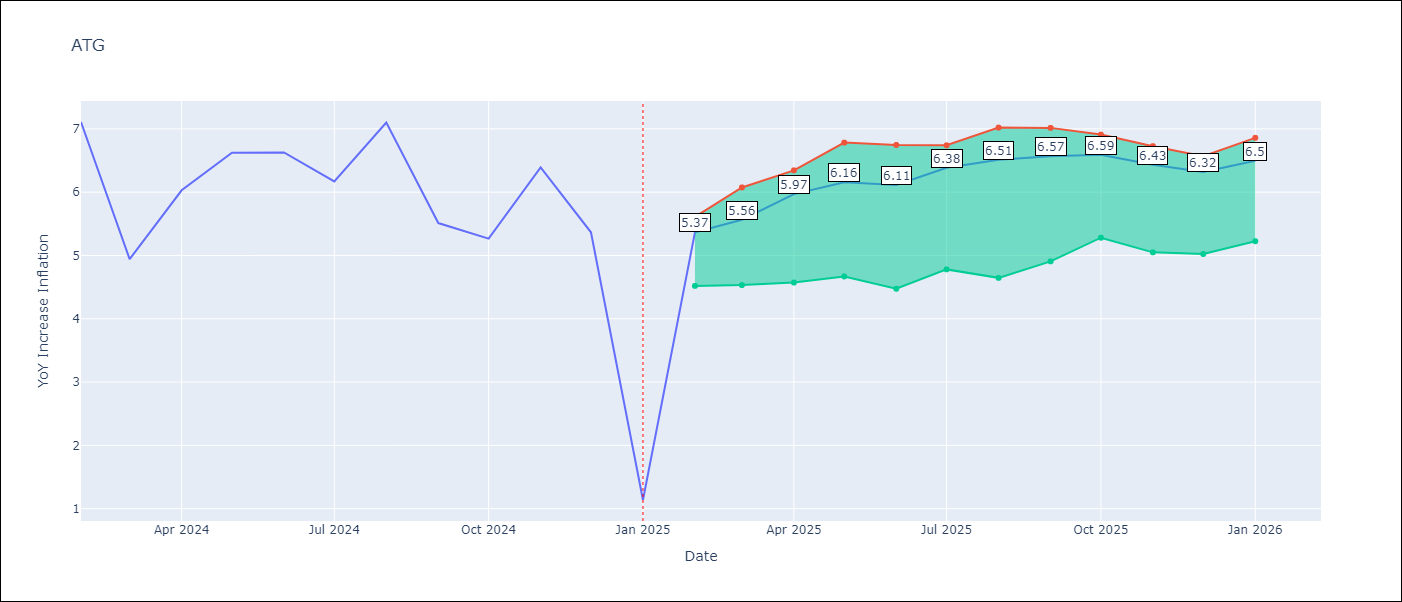 ATG
YoY Increase Inflation
7
6
5
4
3
2
1
5.37
5.56
5.97
6.16
6.11
6.38
6.51
6.57
6.59
6.43
6.32
6.5
Apr 2024
Jul 2024
Oct 2024
Jan 2025
Apr 2025
Jul 2025
Oct 2025
Jan 2026
Date